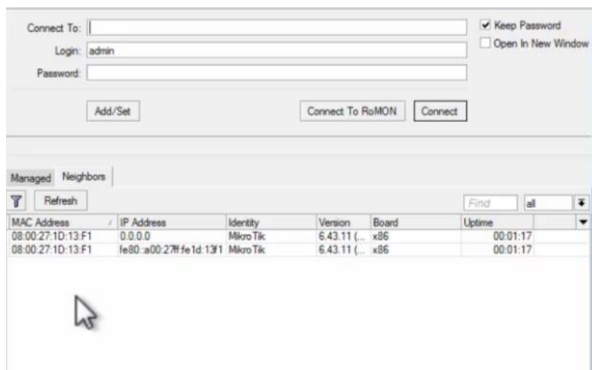 Connect To:
Keep Password
Login: admin
Open In New Window
Password:
Add/Set Connect To RoMON Connect
Managed Neighbors
Refresh Find all
MAC Address / IP Address Identity Version Board Uptime
08:00:27:1D:13:F1 0.0.0.0 MikroTik 6.43.11 (... x86 00:01:17
08:00:27:1D:13:F1 fe80::a00:27ff:fe1d:13f1 MikroTik 6.43.11 (... x86 00:01:17